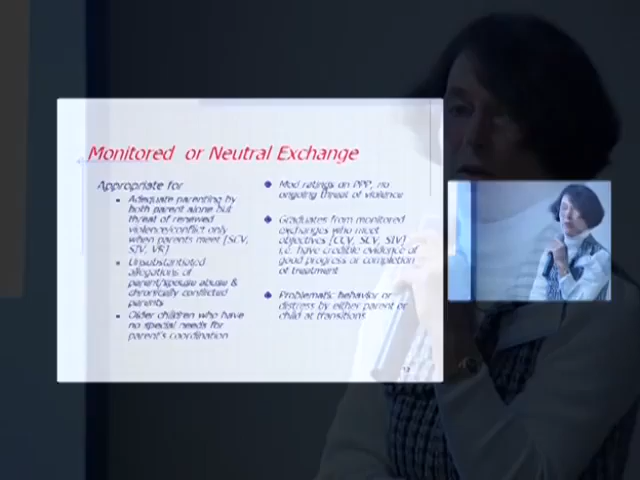 Monitored or Neutral Exchange
Appropriate for
Adequate parenting by
both parent alone but
threat of renewed
violence/conflict only
when parents meet [SCV,
SIV, VR]
Unsubstantiated
allegations of
parent/spouse abuse &
chronically conflicted
parents
Older children who have
no special needs for
parent's coordination
Mod ratings on PPP, no
ongoing threat of violence
Graduates from monitored
exchanges who meet
objectives [CCV, SCV, SIV]
i.e. have credible evidence of
good progress or completion
of treatment
Problematic behavior or
distress by either parent or
child at transitions